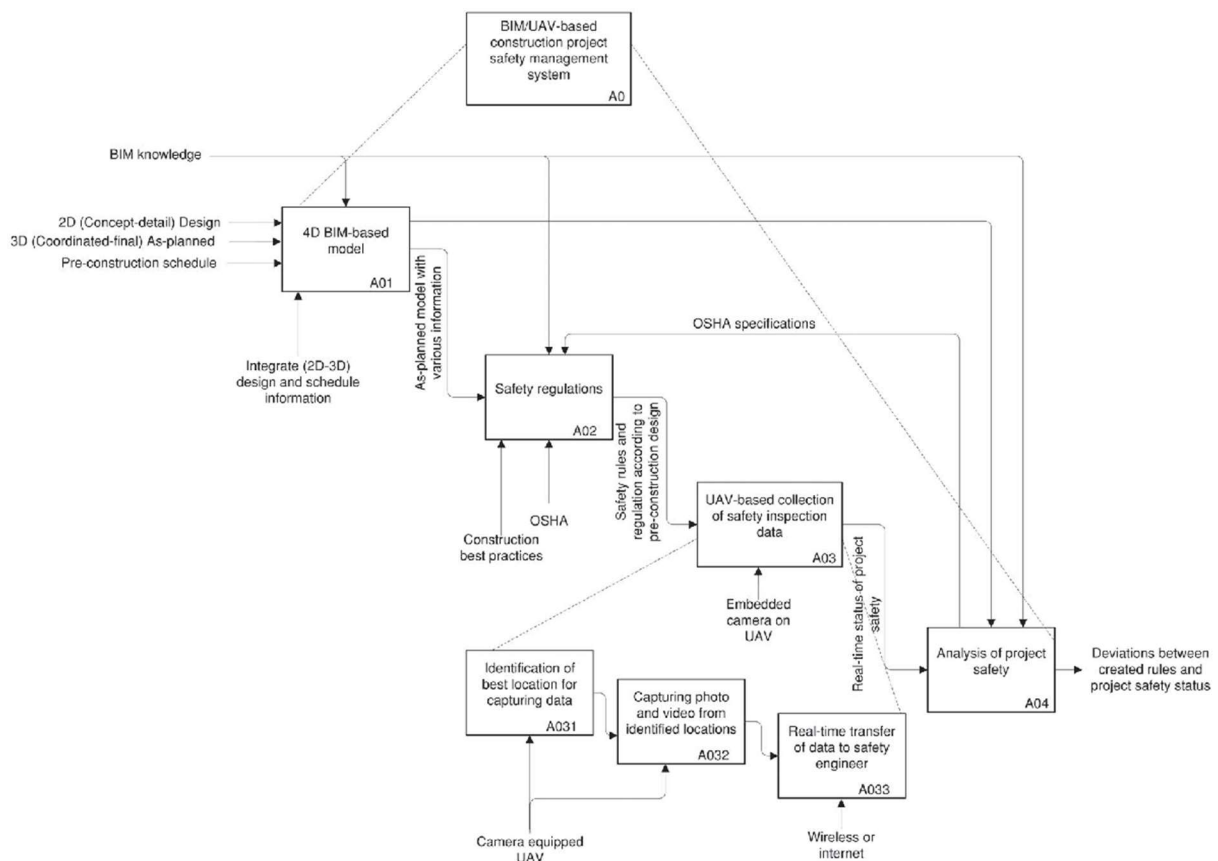 BIM/UAV-based
construction project
safety management
system
A0
BIM knowledge
2D (Concept-detail) Design
3D (Coordinated-final) As-planned
Pre-construction schedule
4D BIM-based
model
A01
Integrate (2D-3D)
design and schedule
information
As-planned model with
various information
OSHA specifications
Safety regulations
A02
OSHA
Construction
best practices
Safety rules and
regulation according to
pre-construction design
UAV-based collection
of safety inspection
data
A03
Embedded
camera on
UAV
Real-time status of project
safety
Identification of
best location for
capturing data
A031
Capturing photo
and video from
identified locations
A032
Real-time transfer
of data to safety
engineer
A033
Camera equipped
UAV
Wireless or
internet
Analysis of project
safety
A04
Deviations between
created rules and
project safety status